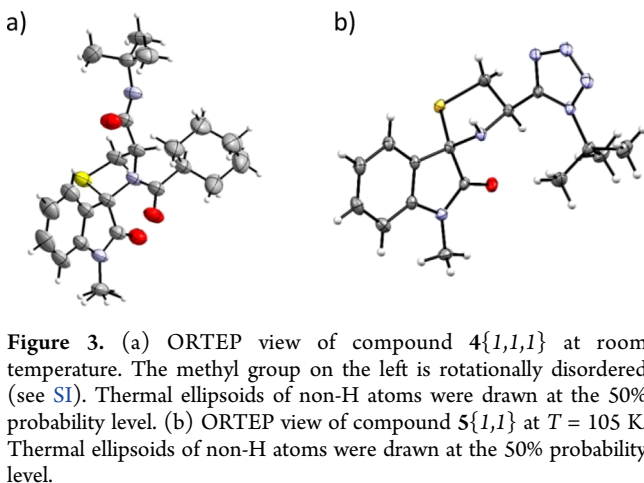 a)
b)
Figure 3. (a) ORTEP view of compound 4{1,1,1} at room
temperature. The methyl group on the left is rotationally disordered
(see SI). Thermal ellipsoids of non-H atoms were drawn at the 50%
probability level. (b) ORTEP view of compound 5{1,1} at T = 105 K.
Thermal ellipsoids of non-H atoms were drawn at the 50% probability
level.